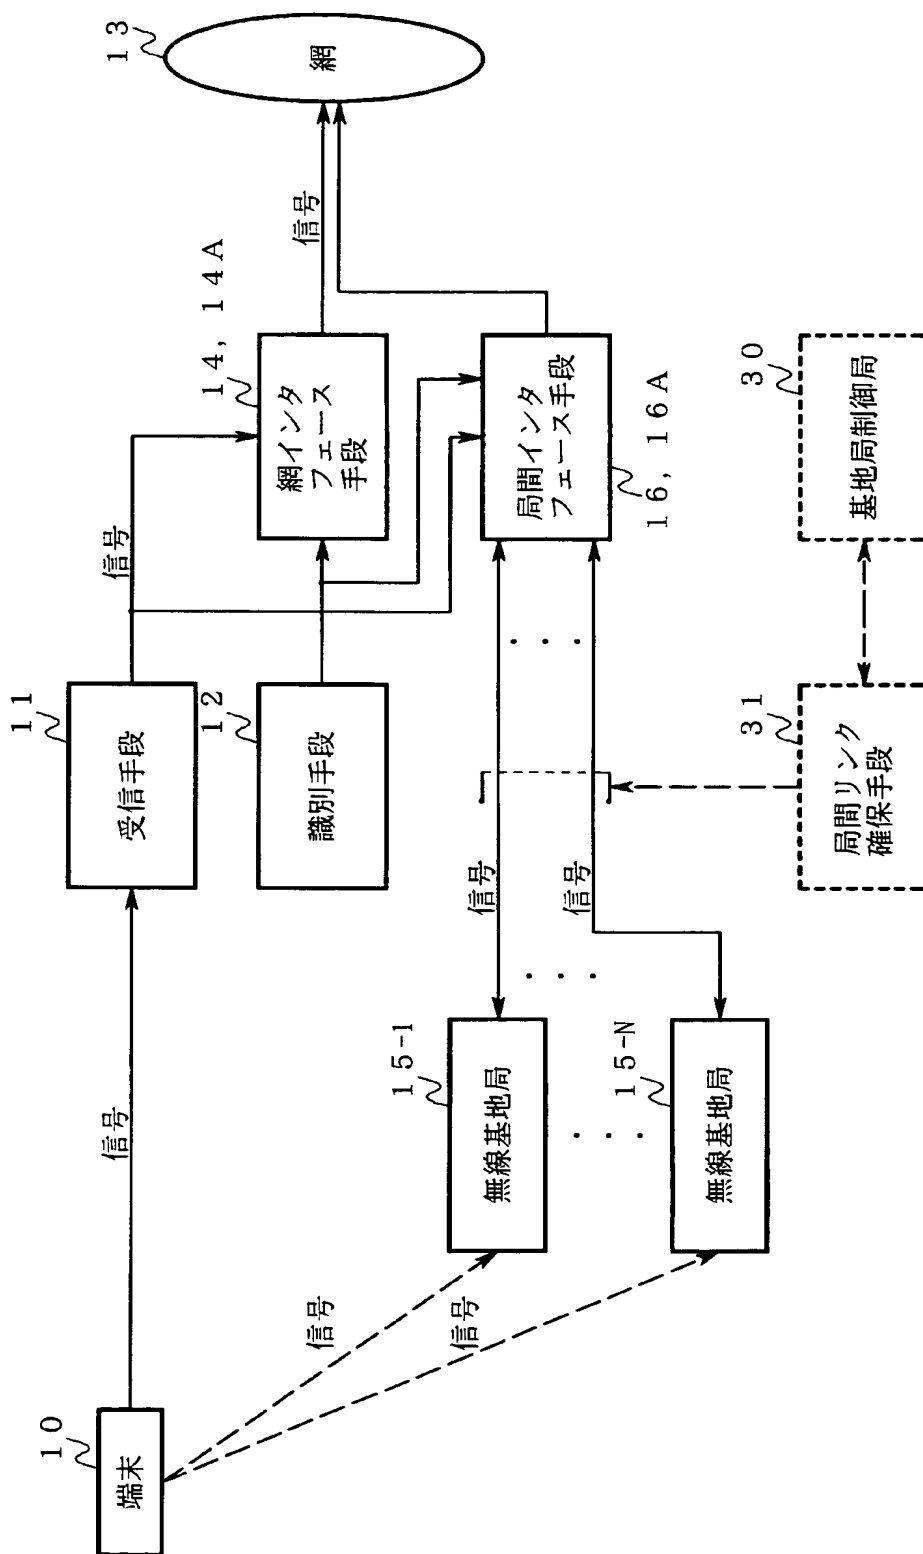 10
端末
信号
信号
信号
11
受信手段
信号
12
識別手段
14, 14A
網インタ
フェース
手段
信号
13
網
15-1
無線基地局
信号
15-N
無線基地局
信号
局間インタ
フェース手段
16, 16A
31
局間リンク
確保手段
30
基地局制御局